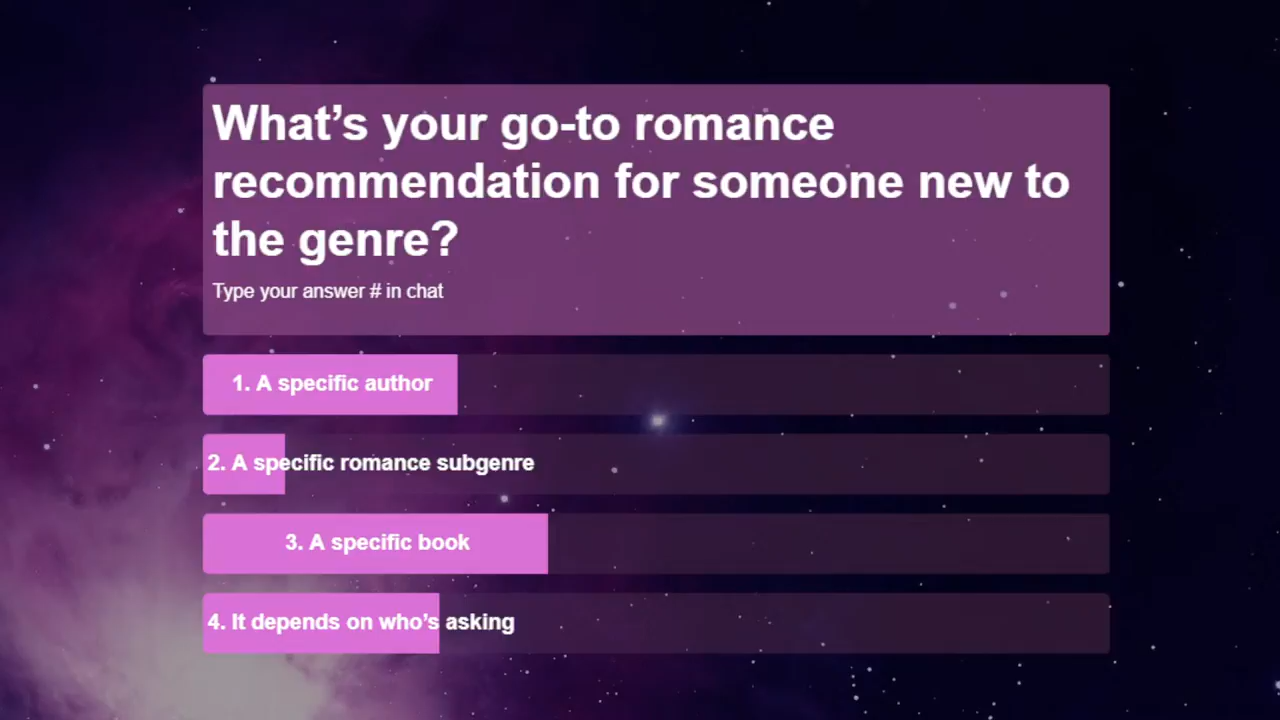 What’s your go-to romance
recommendation for someone new to
the genre?
Type your answer # in chat
1. A specific author
2. A specific romance subgenre
3. A specific book
4. It depends on who’s asking